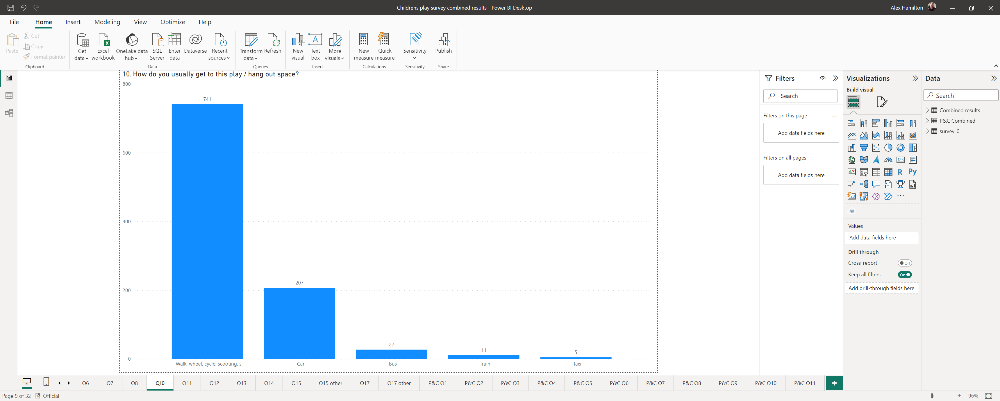 Childrens play survey combined results - Power BI Desktop
Alex Hamilton
File Home Insert Modeling View Optimize Help
Paste
Cut
Copy
Format painter
Clipboard
Get data
Excel workbook
OneLake data hub
SQL Server
Enter data
Dataverse
Recent sources
Data
Transform data
Refresh
Queries
New visual
Text box
More visuals
Insert
New measure
Quick measure
Calculations
Sensitivity
Sensitivity
Publish
Share
10. How do you usually get to this play / hang out space?
800
600
400
200
0
741
207
27
11
5
Walk, wheel, cycle, scooting, s
Car
Bus
Train
Taxi
Filters
Search
Filters on this page
...
Add data fields here
Filters on all pages
...
Add data fields here
Visualizations
Build visual
123
R
Py
123
...
W
Values
Add data fields here
Drill through
Cross-report
Off
Keep all filters
On
Add drill-through fields here
Data
Search
Combined results
P&C Combined
survey_0
Q6 Q7 Q8 Q10 Q11 Q12 Q13 Q14 Q15 Q15 other Q17 Q17 other P&C Q1 P&C Q2 P&C Q3 P&C Q4 P&C Q5 P&C Q6 P&C Q7 P&C Q8 P&C Q9 P&C Q10 P&C Q11 +
Page 9 of 32 Official
- + 96%